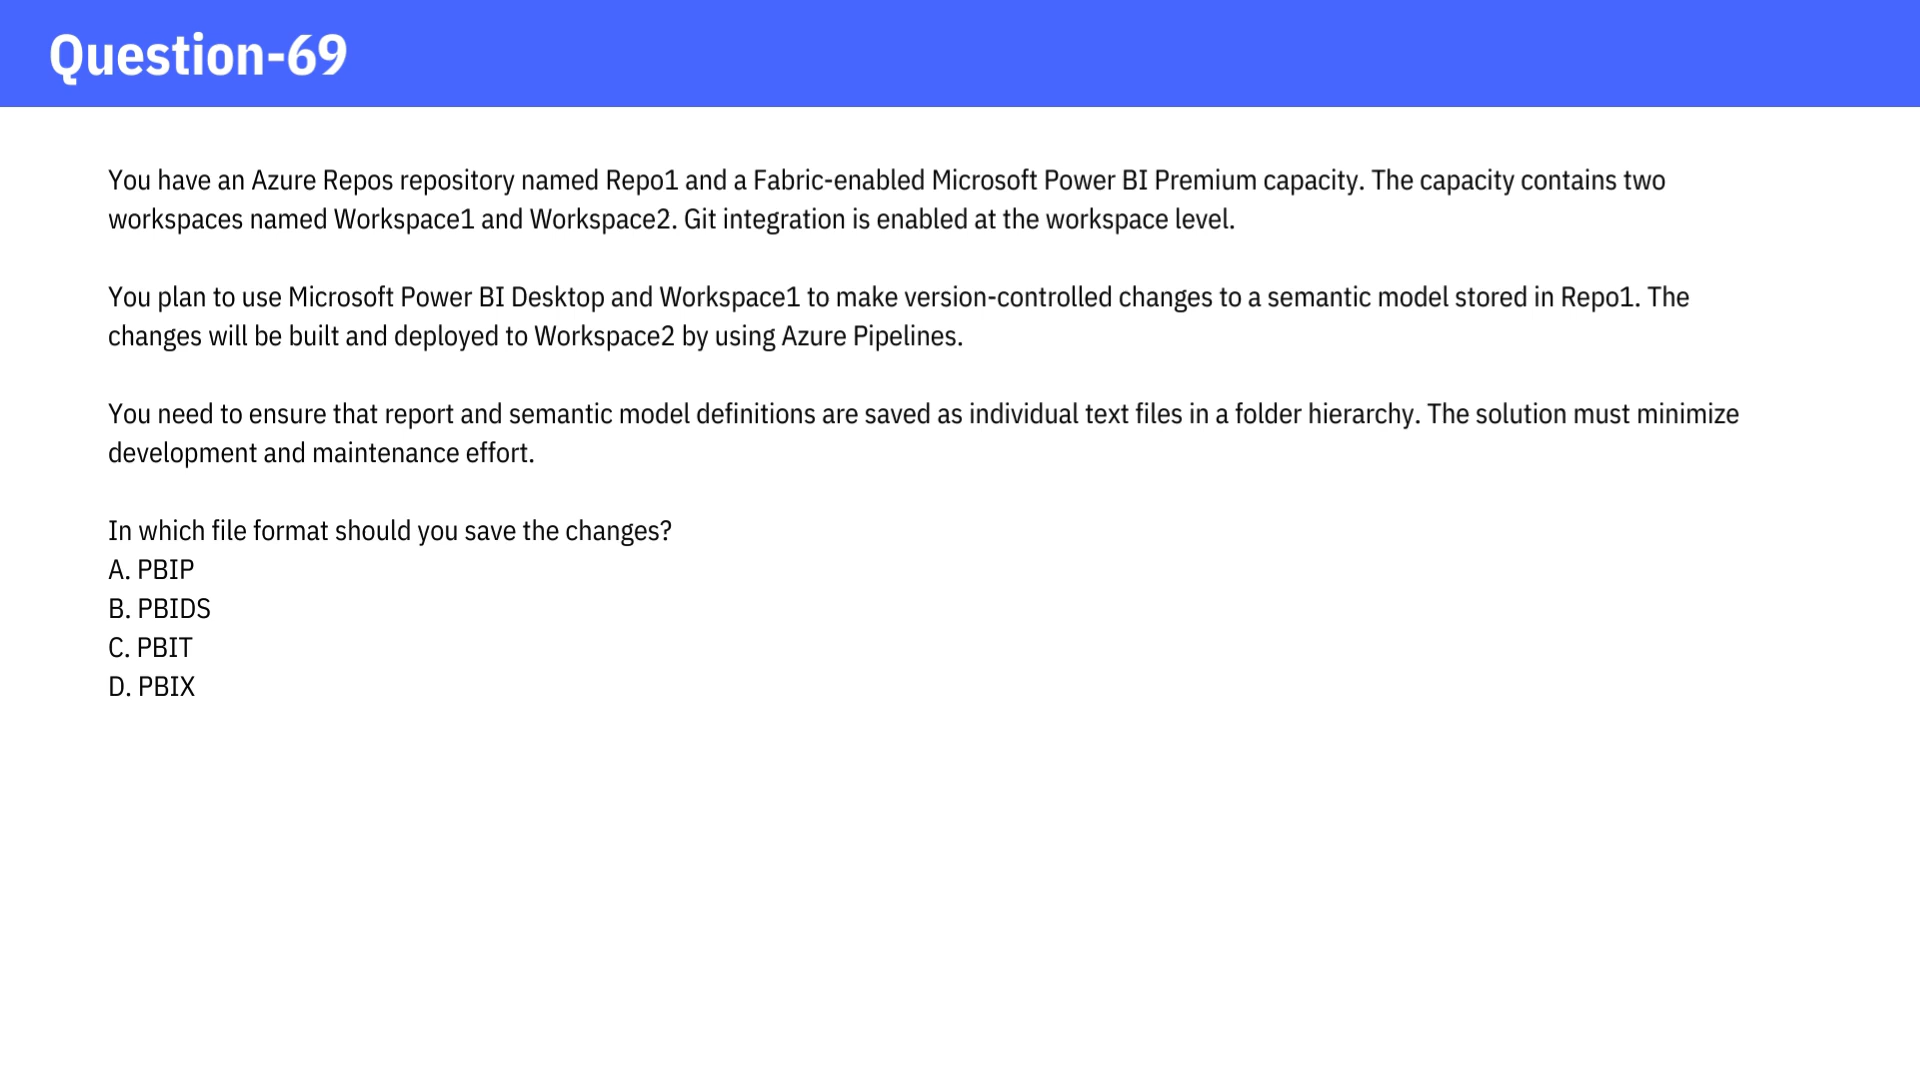 Question-69
You have an Azure Repos repository named Repo1 and a Fabric-enabled Microsoft Power BI Premium capacity. The capacity contains two
workspaces named Workspace1 and Workspace2. Git integration is enabled at the workspace level.
You plan to use Microsoft Power BI Desktop and Workspace1 to make version-controlled changes to a semantic model stored in Repo1. The
changes will be built and deployed to Workspace2 by using Azure Pipelines.
You need to ensure that report and semantic model definitions are saved as individual text files in a folder hierarchy. The solution must minimize
development and maintenance effort.
In which file format should you save the changes?
A. PBIP
B. PBIDS
C. PBIT
D. PBIX